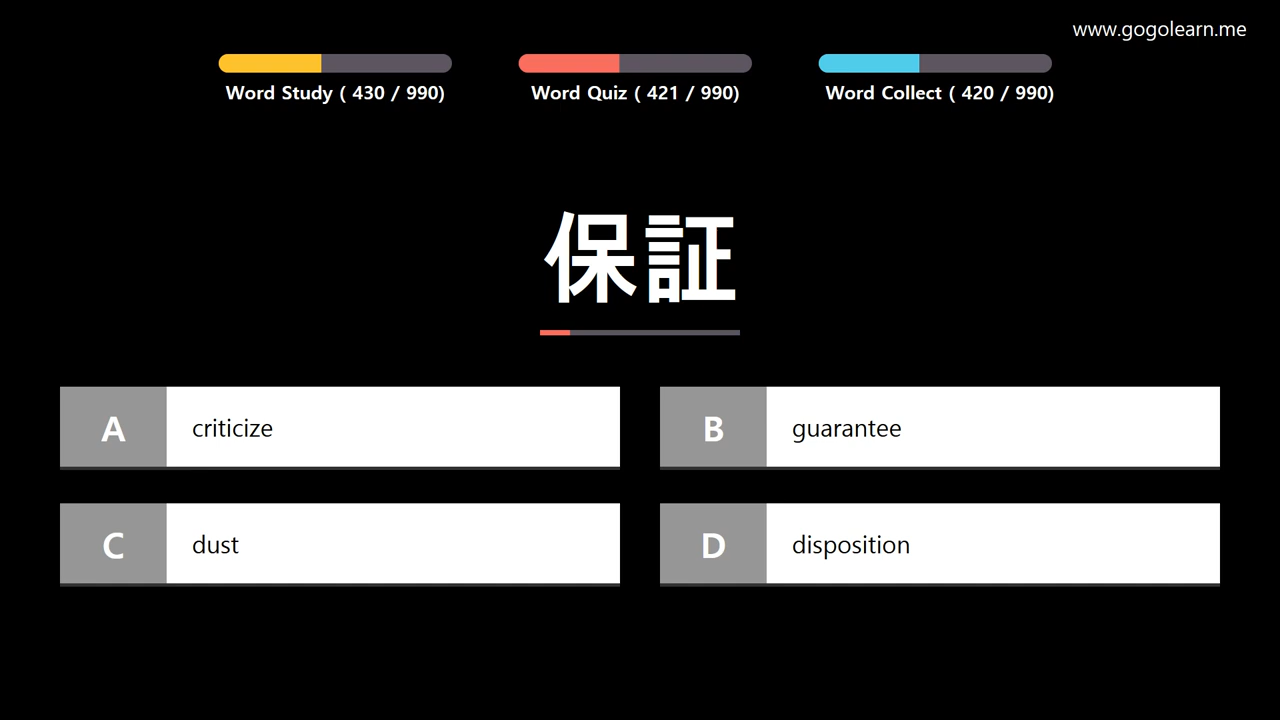 www.gogolearn.me
Word Study ( 430 / 990)
Word Quiz ( 421 / 990)
Word Collect ( 420 / 990)
保証
A criticize
B guarantee
C dust
D disposition